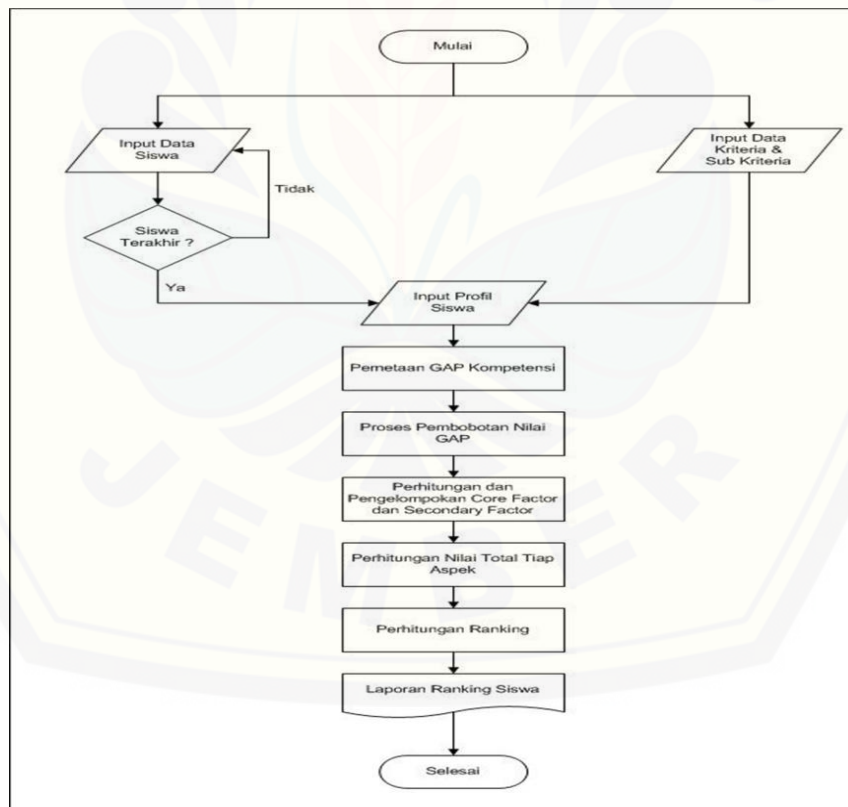 Mulai
Input Data
Siswa
Input Data
Kriteria &
Sub Kriteria
Tidak
Siswa
Terakhir ?
Ya
Input Profil
Siswa
Pemetaan GAP Kompetensi
Proses Pembobotan Nilai
GAP
Perhitungan dan
Pengelompokan Core Factor
dan Secondary Factor
Perhitungan Nilai Total Tiap
Aspek
Perhitungan Ranking
Laporan Ranking Siswa
Selesai
JEMBER